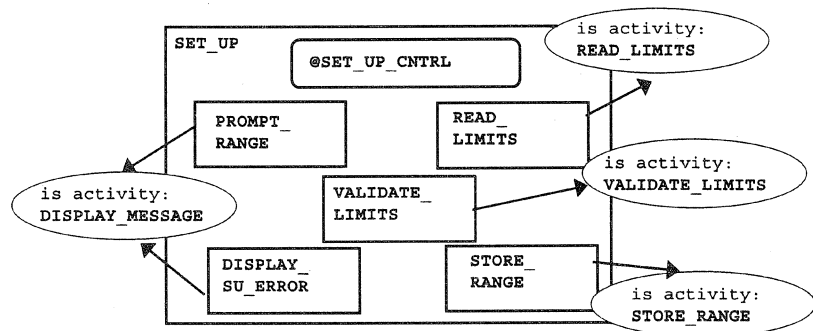 SET_UP
@SET_UP_CNTRL
is activity:
READ_LIMITS
PROMPT_
RANGE
READ_
LIMITS
is activity:
DISPLAY_MESSAGE
VALIDATE_
LIMITS
is activity:
VALIDATE_LIMITS
DISPLAY_
SU_ERROR
STORE_
RANGE
is activity:
STORE_RANGE